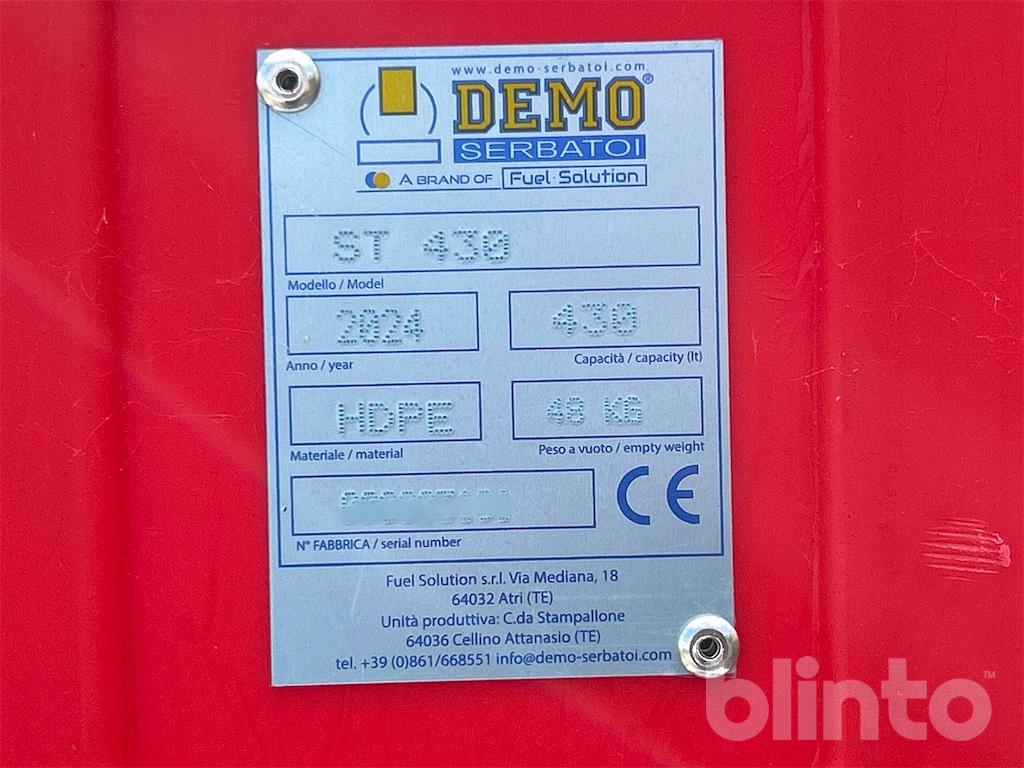 www.demo-serbatoi.com
DEMO®
SERBATOI
A BRAND OF Fuel·Solution
ST 430
Modello / Model
2024 430
Anno / year Capacità / capacity (lt)
HDPE 48 KG
Materiale / material Peso a vuoto / empty weight
CE
N° FABBRICA / serial number
Fuel Solution s.r.l. Via Mediana, 18
64032 Atri (TE)
Unità produttiva: C.da Stampallone
64036 Cellino Attanasio (TE)
tel. +39 (0)861/668551 info@demo-serbatoi.com
blinto™